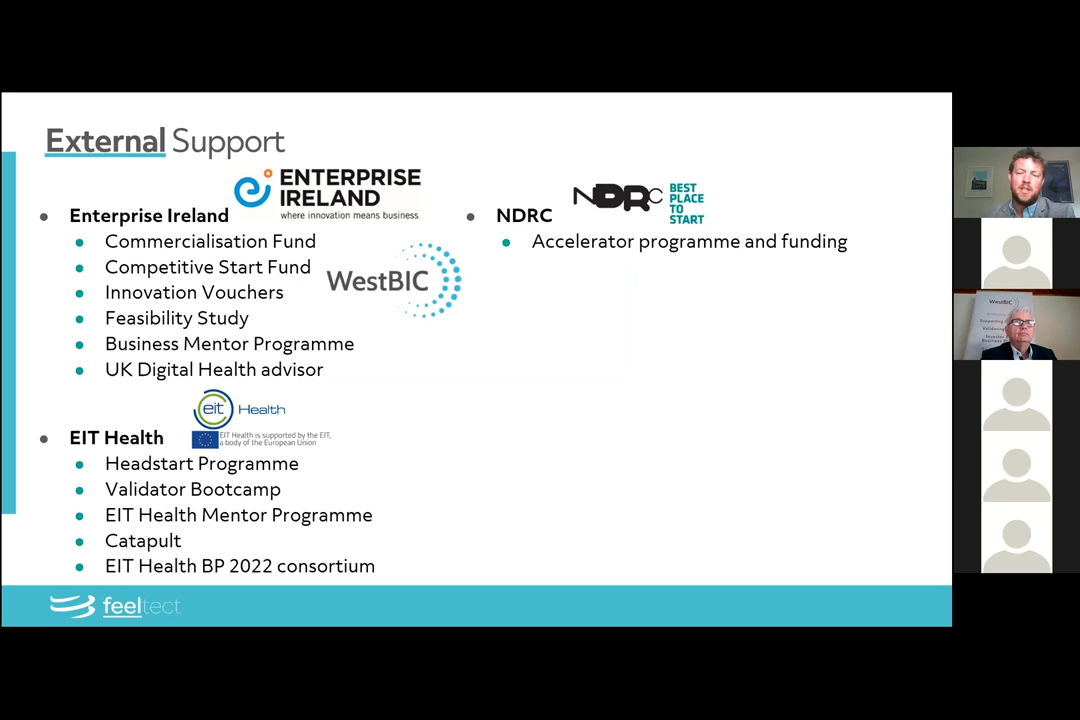 External Support
ENTERPRISE
IRELAND
where innovation means business
Enterprise Ireland
Commercialisation Fund
Competitive Start Fund
Innovation Vouchers
Feasibility Study
Business Mentor Programme
UK Digital Health advisor
WestBIC
eit Health
EIT Health is supported by the EIT,
a body of the European Union
EIT Health
Headstart Programme
Validator Bootcamp
EIT Health Mentor Programme
Catapult
EIT Health BP 2022 consortium
NDRC
BEST
PLACE
TO
START
NDRC
Accelerator programme and funding
feeltect
WestBIC